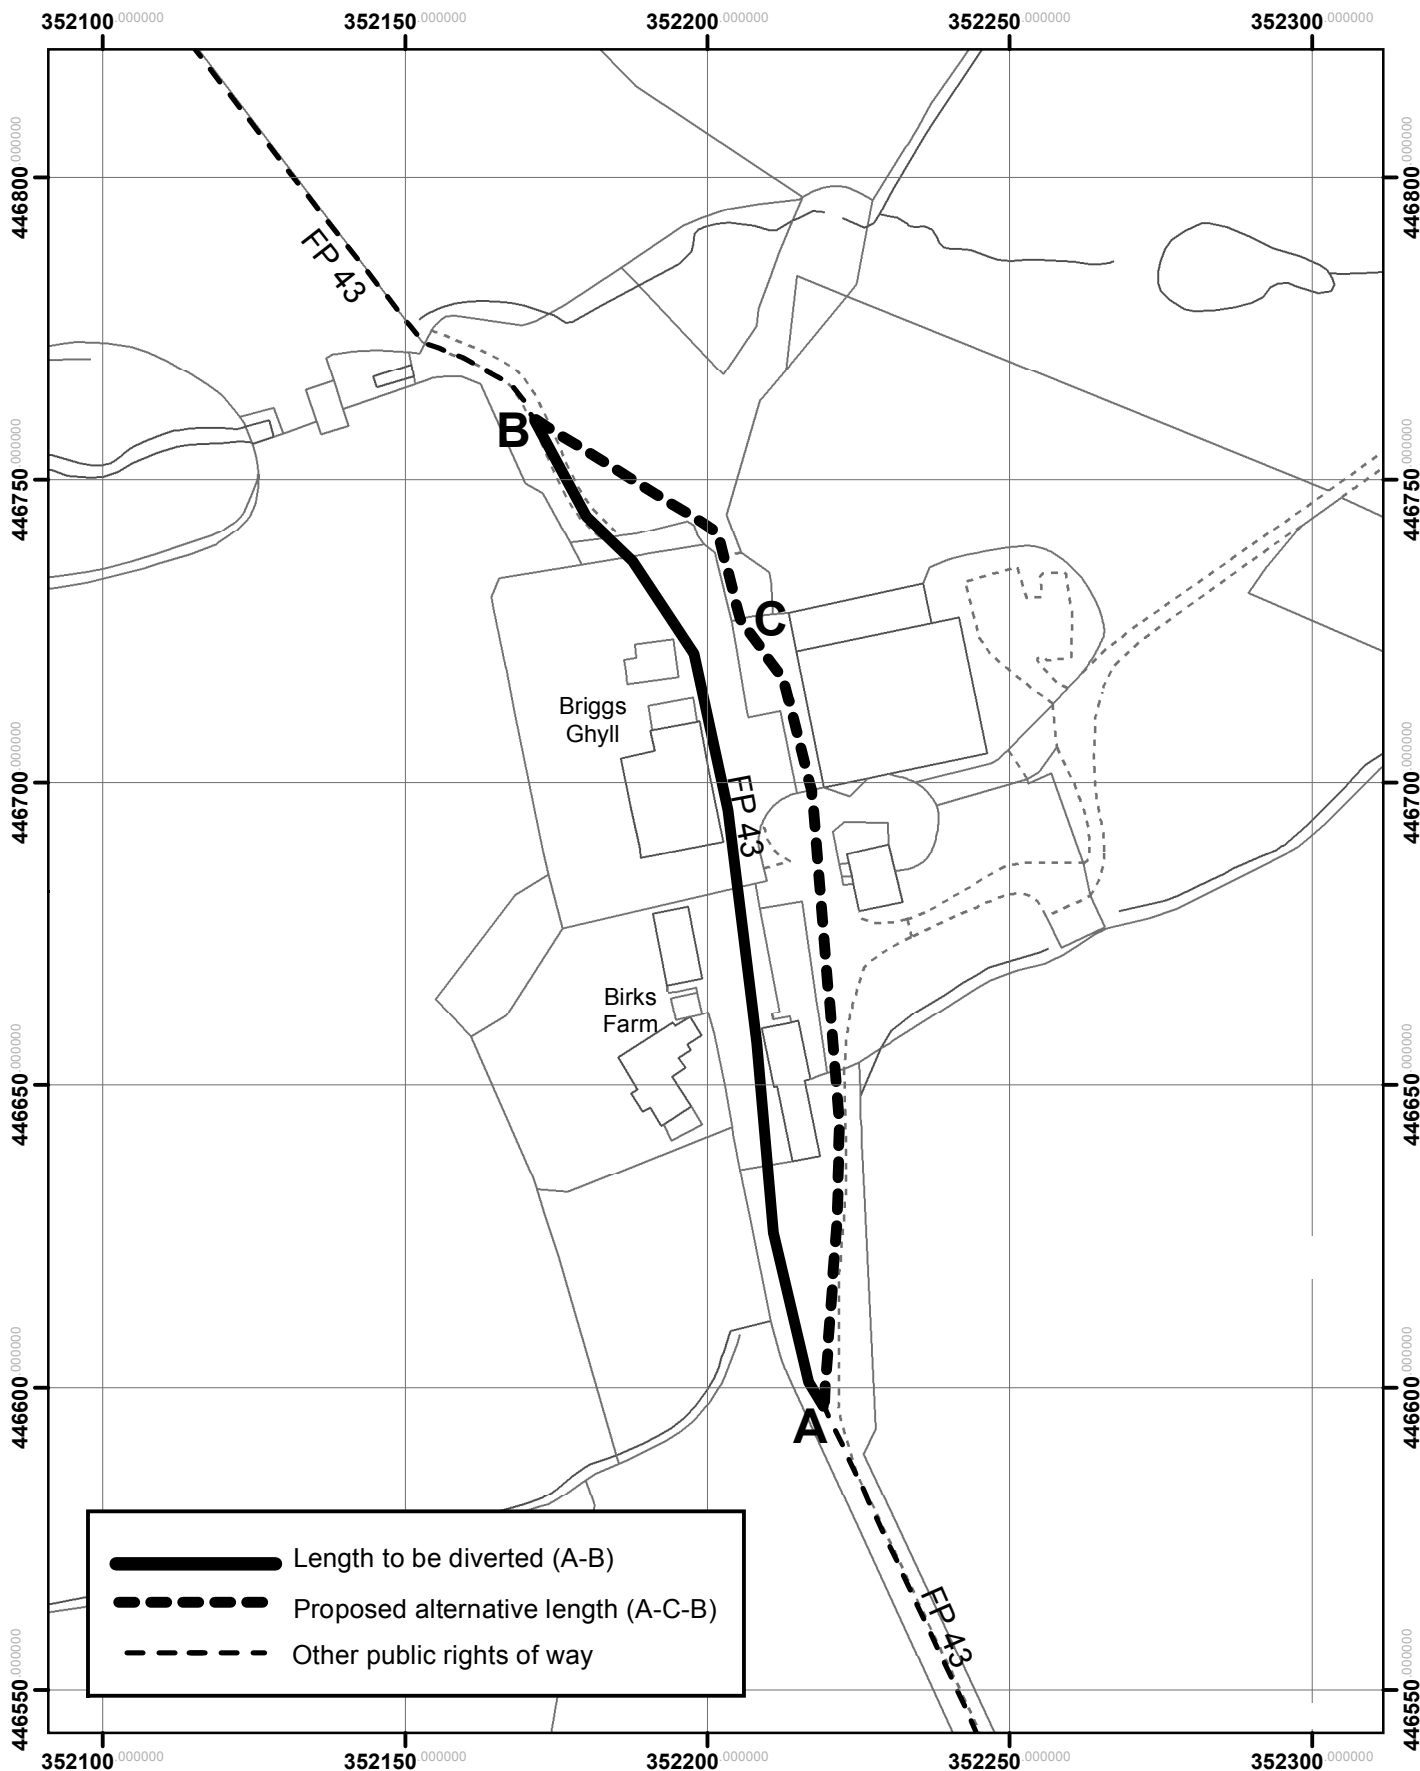 352100.000000 352150.000000 352200.000000 352250.000000 352300.000000
446800.000000
446800.000000
FP 43
B
446750.000000
446750.000000
C
Briggs
Ghyll
FP 43
446700.000000
446700.000000
Birks
Farm
446650.000000
446650.000000
446600.000000
446600.000000
A
Length to be diverted (A-B)
Proposed alternative length (A-C-B)
Other public rights of way
FP 43
446550.000000
446550.000000
352100.000000 352150.000000 352200.000000 352250.000000 352300.000000